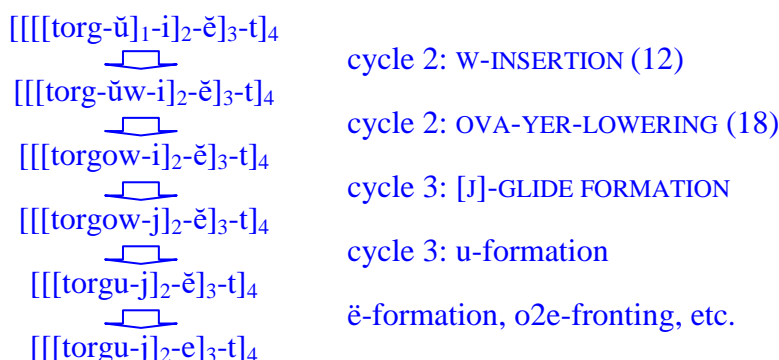 [[[[torg-ŭ]₁-i]₂-ĕ]₃-t]₄
cycle 2: W-INSERTION (12)
[[[torg-ŭw-i]₂-ĕ]₃-t]₄
cycle 2: OVA-YER-LOWERING (18)
[[[torgow-i]₂-ĕ]₃-t]₄
cycle 3: [J]-GLIDE FORMATION
[[[torgow-j]₂-ĕ]₃-t]₄
cycle 3: u-formation
[[[torgu-j]₂-ĕ]₃-t]₄
ë-formation, o2e-fronting, etc.
[[[torgu-j]₂-e]₃-t]₄